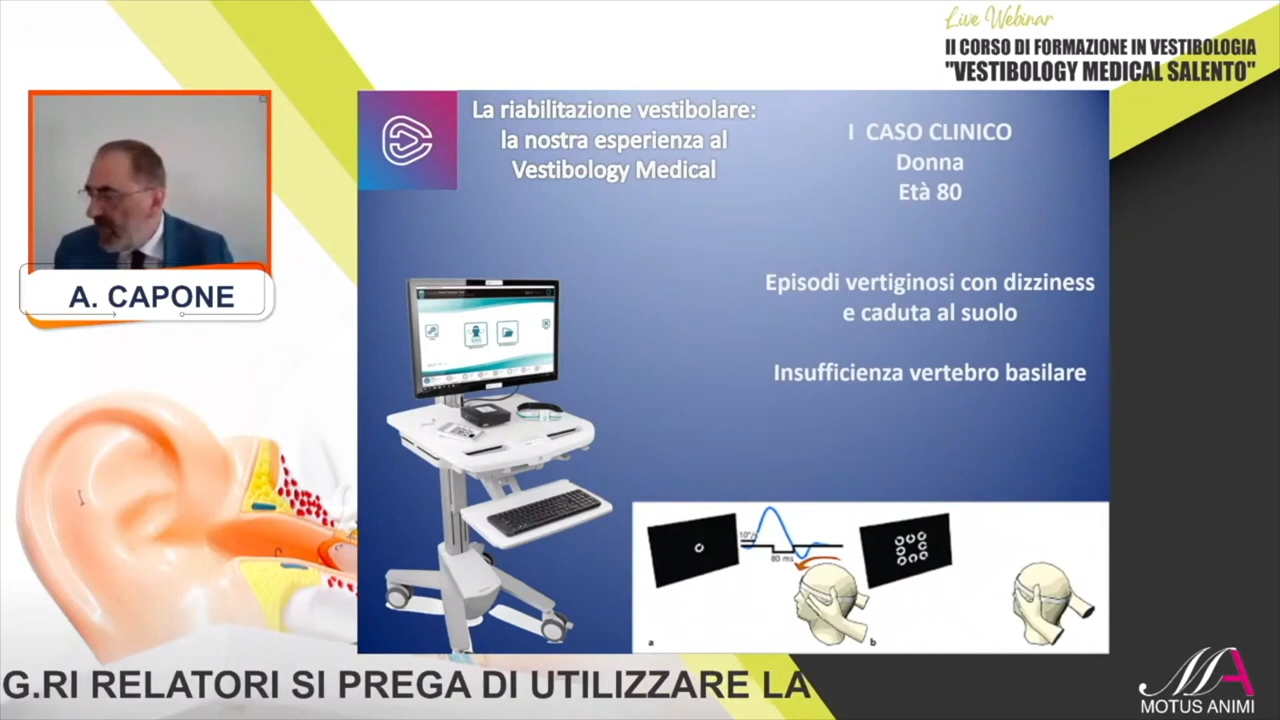 Live Webinar
II CORSO DI FORMAZIONE IN VESTIBOLOGIA
"VESTIBOLOGY MEDICAL SALENTO"
La riabilitazione vestibolare:
la nostra esperienza al
Vestibology Medical
I CASO CLINICO
Donna
Età 80
A. CAPONE
Episodi vertiginosi con dizziness
e caduta al suolo
Insufficienza vertebro basilare
10°/s
80 ms
a
b
G.RI RELATORI SI PREGA DI UTILIZZARE LA
MA
MOTUS ANIMI